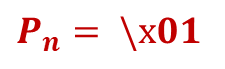 Pₙ = \x01